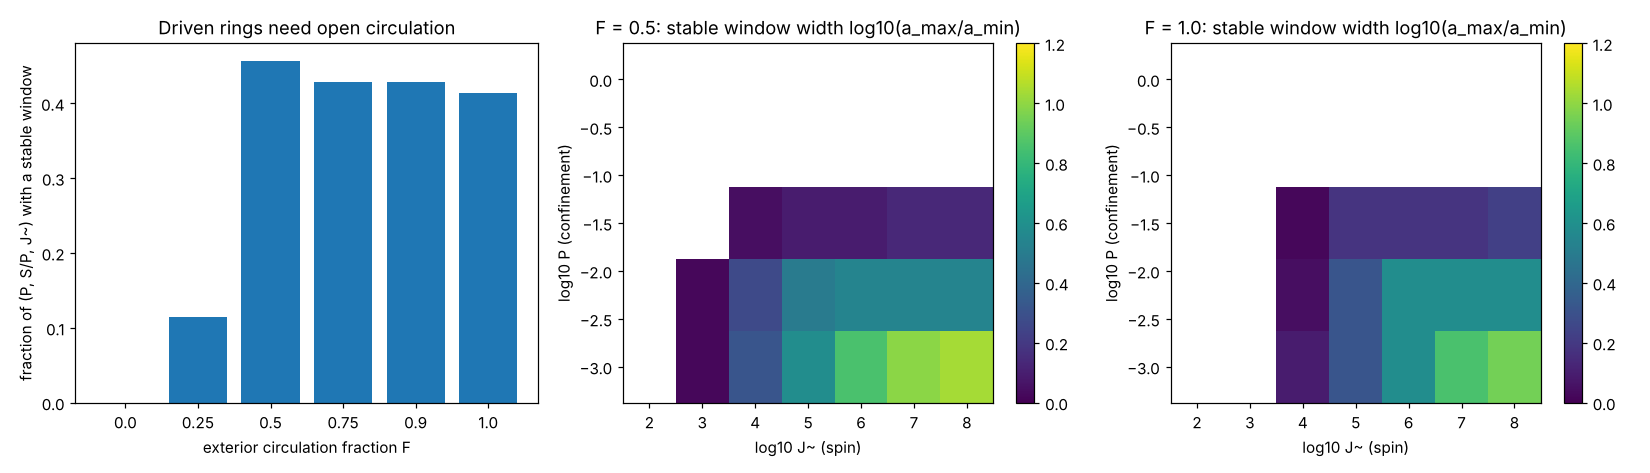 Driven rings need open circulation
fraction of (P, S/P, J~) with a stable window
0.4
0.3
0.2
0.1
0.0
0.0 0.25 0.5 0.75 0.9 1.0
exterior circulation fraction F
F = 0.5: stable window width log10(a_max/a_min)
log10 P (confinement)
0.0
−0.5
−1.0
−1.5
−2.0
−2.5
−3.0
2 3 4 5 6 7 8
log10 J~ (spin)
1.2
1.0
0.8
0.6
0.4
0.2
0.0
F = 1.0: stable window width log10(a_max/a_min)
log10 P (confinement)
0.0
−0.5
−1.0
−1.5
−2.0
−2.5
−3.0
2 3 4 5 6 7 8
log10 J~ (spin)
1.2
1.0
0.8
0.6
0.4
0.2
0.0